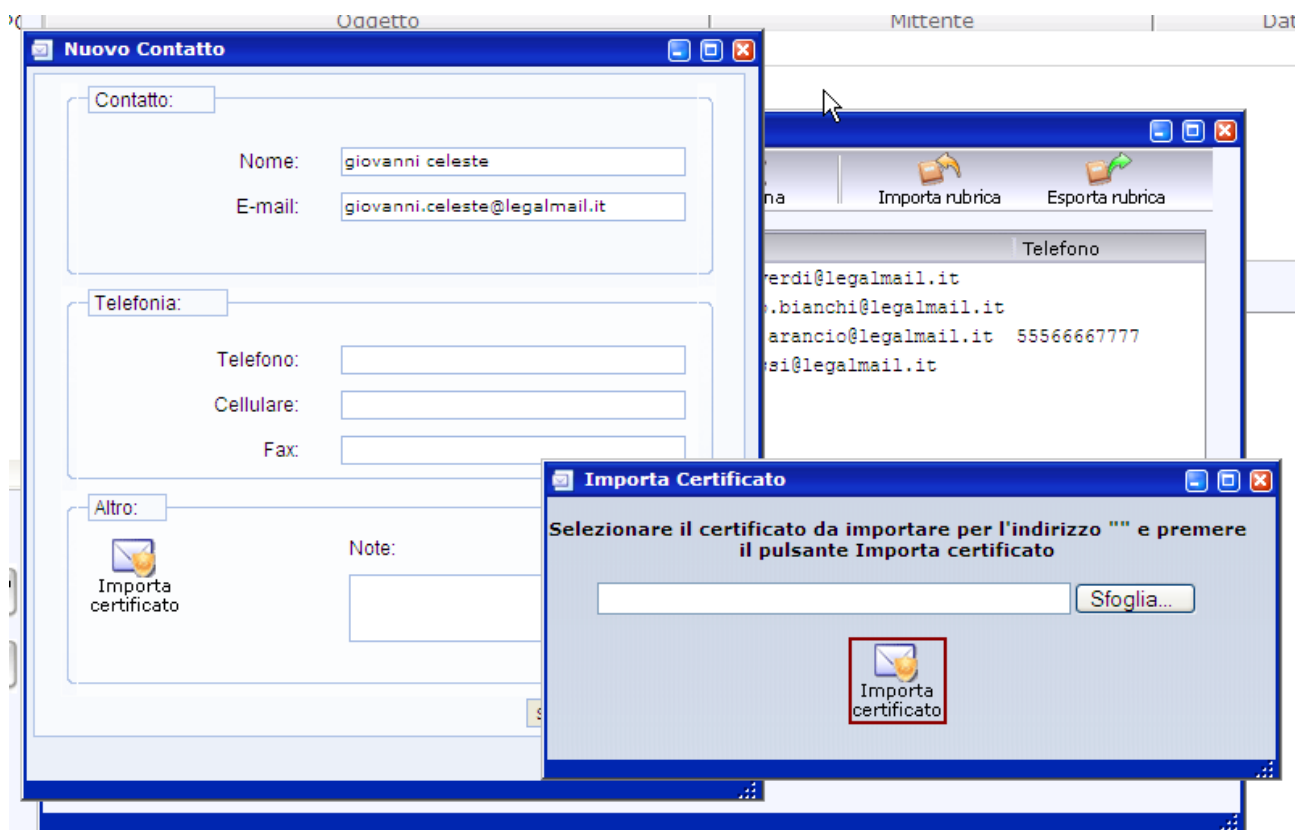 Oggetto
Mittente
Nuovo Contatto
Contatto:
Nome:
giovanni celeste
E-mail:
giovanni.celeste@legalmail.it
Telefonia:
Telefono:
Cellulare:
Fax:
Altro:
Importa
certificato
Note:
Importa rubrica
Esporta rubrica
Telefono
erdi@legalmail.it
.bianchi@legalmail.it
arancio@legalmail.it 55566667777
si@legalmail.it
Importa Certificato
Selezionare il certificato da importare per l'indirizzo "" e premere
il pulsante Importa certificato
Sfoglia...
Importa
certificato